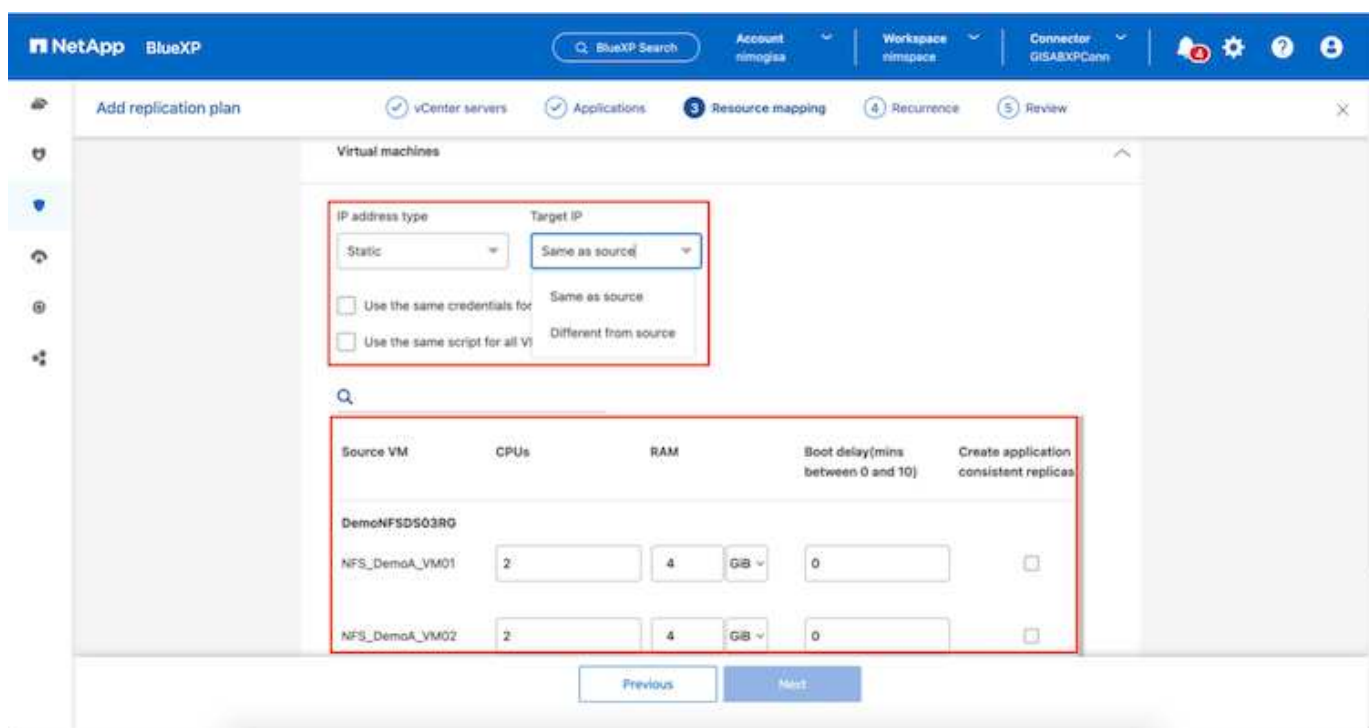 NetApp BlueXP
BlueXP Search
Account
nimogisa
Workspace
nimspace
Connector
GISABXPConn
4
Add replication plan
vCenter servers
Applications
3 Resource mapping
4 Recurrence
5 Review
Virtual machines
IP address type
Target IP
Static
Same as source
Use the same credentials for
Same as source
Use the same script for all V
Different from source
Source VM
CPUs
RAM
Boot delay(mins
between 0 and 10)
Create application
consistent replicas
DemoNFSDS03RG
NFS_DemoA_VM01 2 4 GiB 0
NFS_DemoA_VM02 2 4 GiB 0
Previous
Next